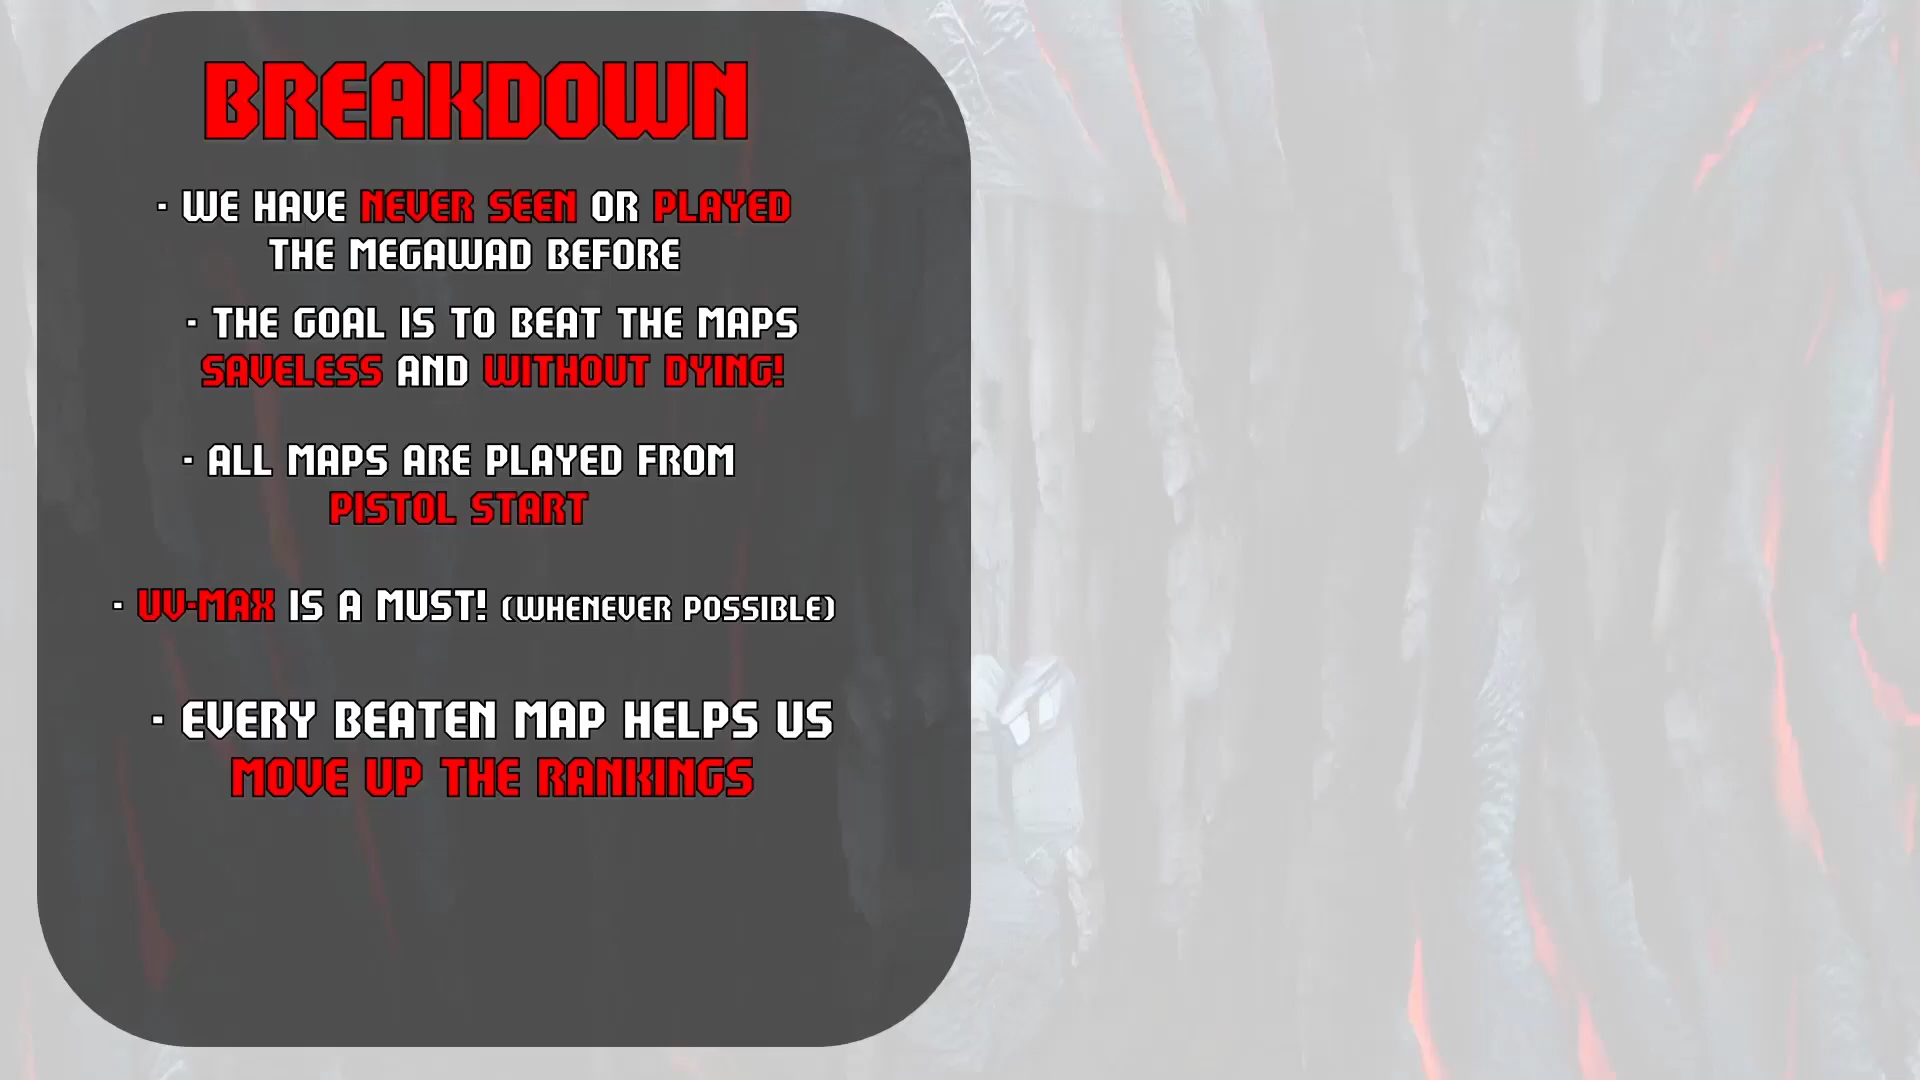 BREAKDOWN
· WE HAVE NEVER SEEN OR PLAYED
THE MEGAWAD BEFORE
· THE GOAL IS TO BEAT THE MAPS
SAVELESS AND WITHOUT DYING!
· ALL MAPS ARE PLAYED FROM
PISTOL START
· UV-MAX IS A MUST! (WHENEVER POSSIBLE)
· EVERY BEATEN MAP HELPS US
MOVE UP THE RANKINGS